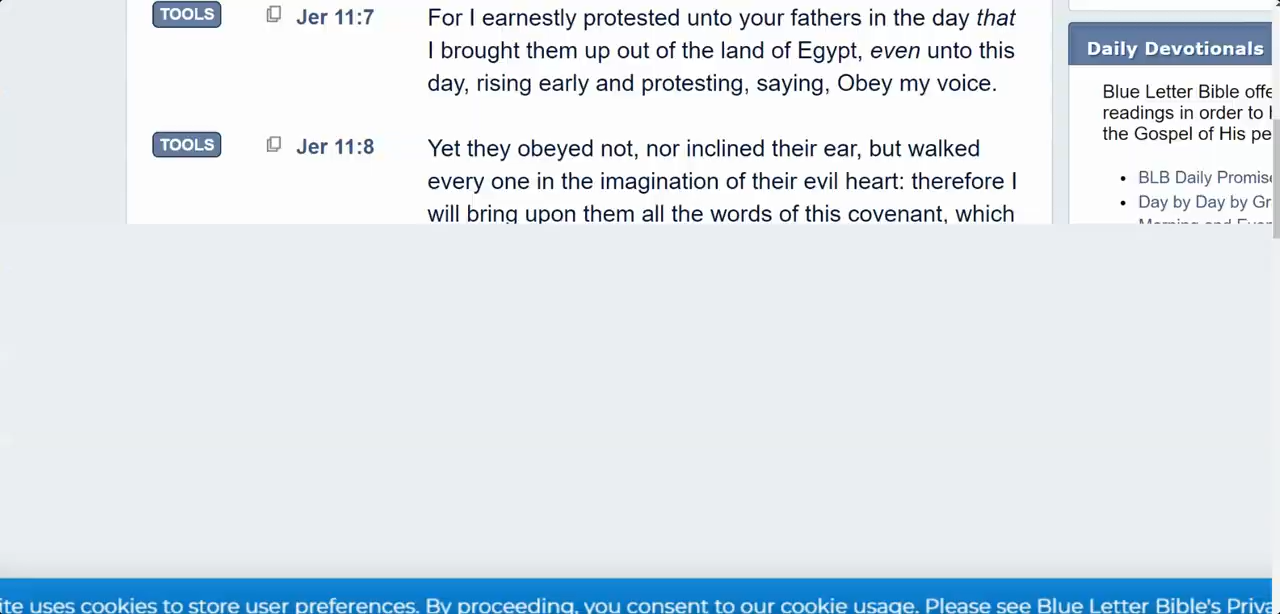 TOOLS Jer 11:7 For I earnestly protested unto your fathers in the day that
I brought them up out of the land of Egypt, even unto this
day, rising early and protesting, saying, Obey my voice.
TOOLS Jer 11:8 Yet they obeyed not, nor inclined their ear, but walked
every one in the imagination of their evil heart: therefore I
will bring upon them all the words of this covenant, which
Daily Devotionals
Blue Letter Bible offe
readings in order to
the Gospel of His pe
• BLB Daily Promise
• Day by Day by Gr
Morning and Even
ite uses cookies to store user preferences. By proceeding, you consent to our cookie usage. Please see Blue Letter Bible's Priva